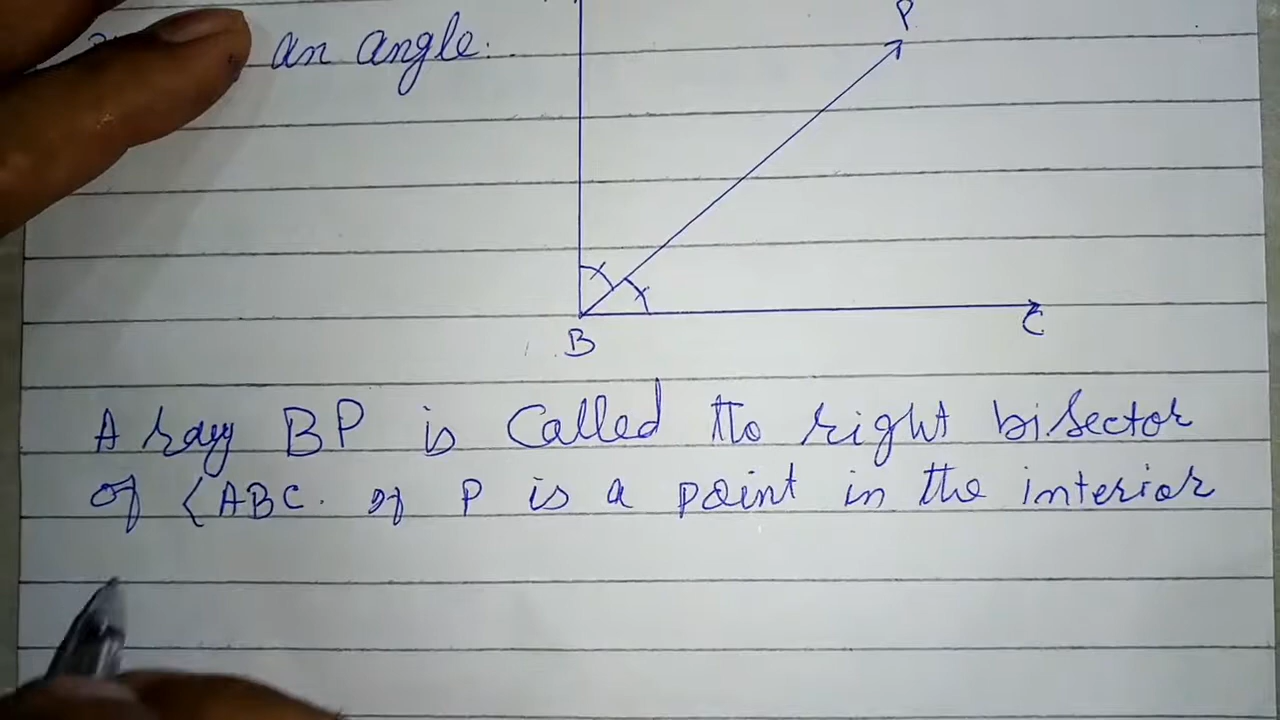 an angle.
P
B
C
A ray BP is Called the right bisector
of <ABC. If P is a point in the interior